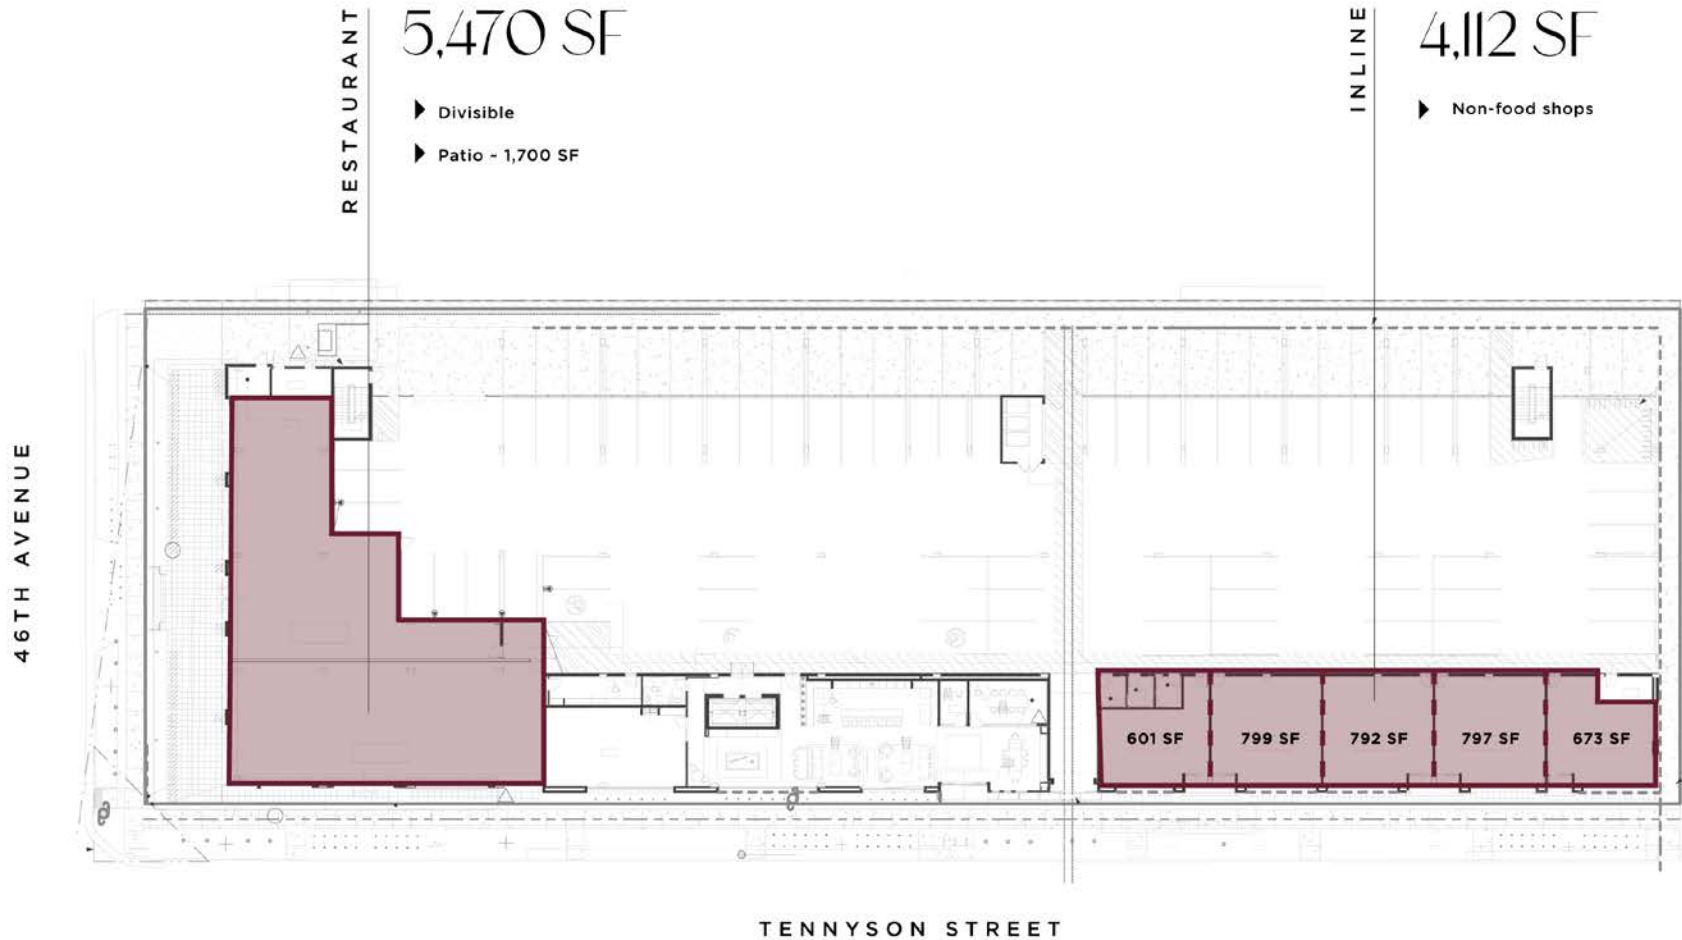 RESTAURANT
5,470 SF
Divisible
Patio - 1,700 SF
INLINE
4,112 SF
Non-food shops
46TH AVENUE
601 SF
799 SF
792 SF
797 SF
673 SF
TENNYSON STREET